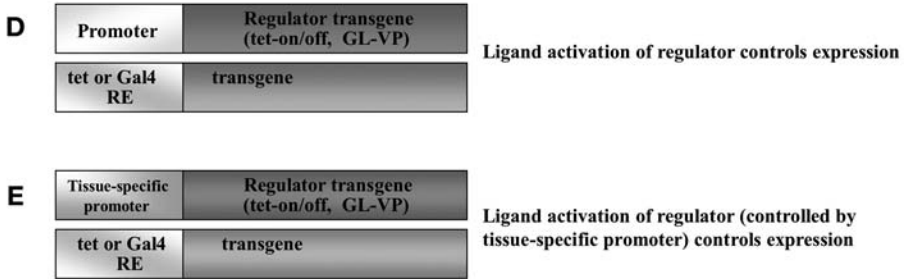 D
Promoter
Regulator transgene
(tet-on/off, GL-VP)
Ligand activation of regulator controls expression
tet or Gal4
RE
transgene
E
Tissue-specific
promoter
Regulator transgene
(tet-on/off, GL-VP)
Ligand activation of regulator (controlled by
tissue-specific promoter) controls expression
tet or Gal4
RE
transgene